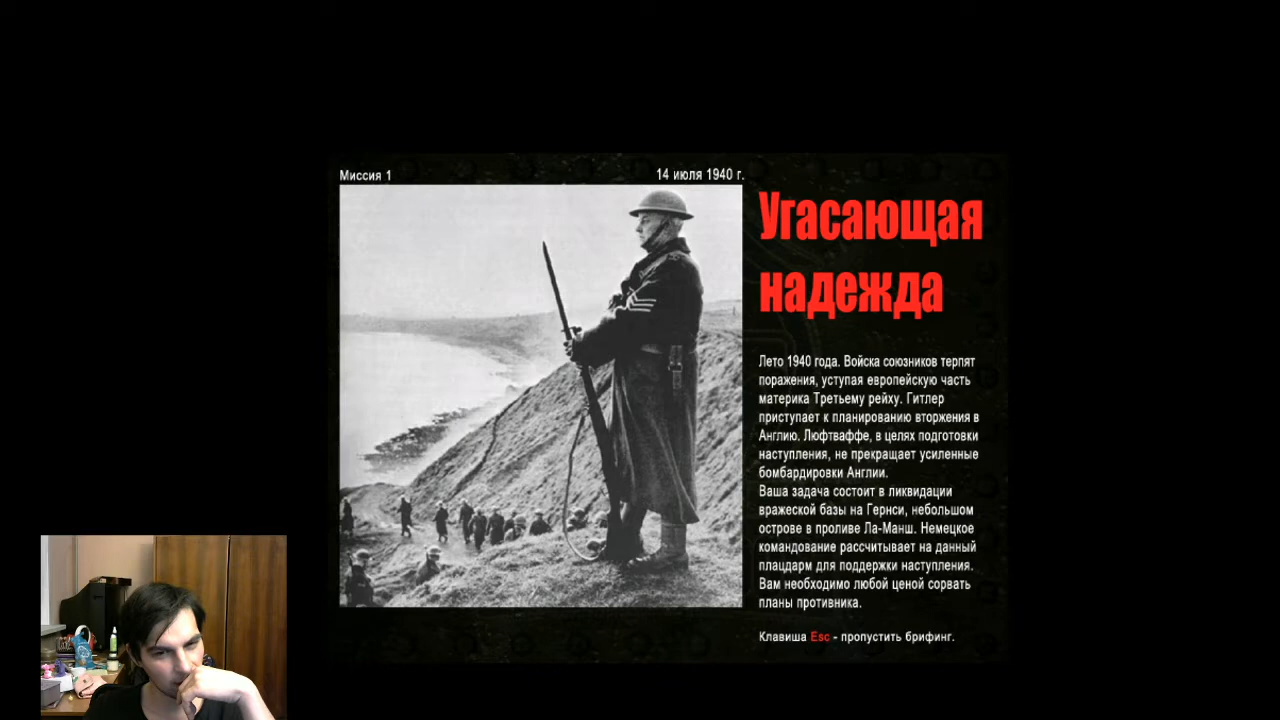 Миссия 1
14 июля 1940 г.
Угасающая
надежда
Лето 1940 года. Войска союзников терпят
поражения, уступая европейскую часть
материка Третьему рейху. Гитлер
приступает к планированию вторжения в
Англию. Люфтваффе, в целях подготовки
наступления, не прекращает усиленные
бомбардировки Англии.
Ваша задача состоит в ликвидации
вражеской базы на Гернси, небольшом
острове в проливе Ла-Манш. Немецкое
командование рассчитывает на данный
плацдарм для поддержки наступления.
Вам необходимо любой ценой сорвать
планы противника.
Клавиша Esc - пропустить брифинг.